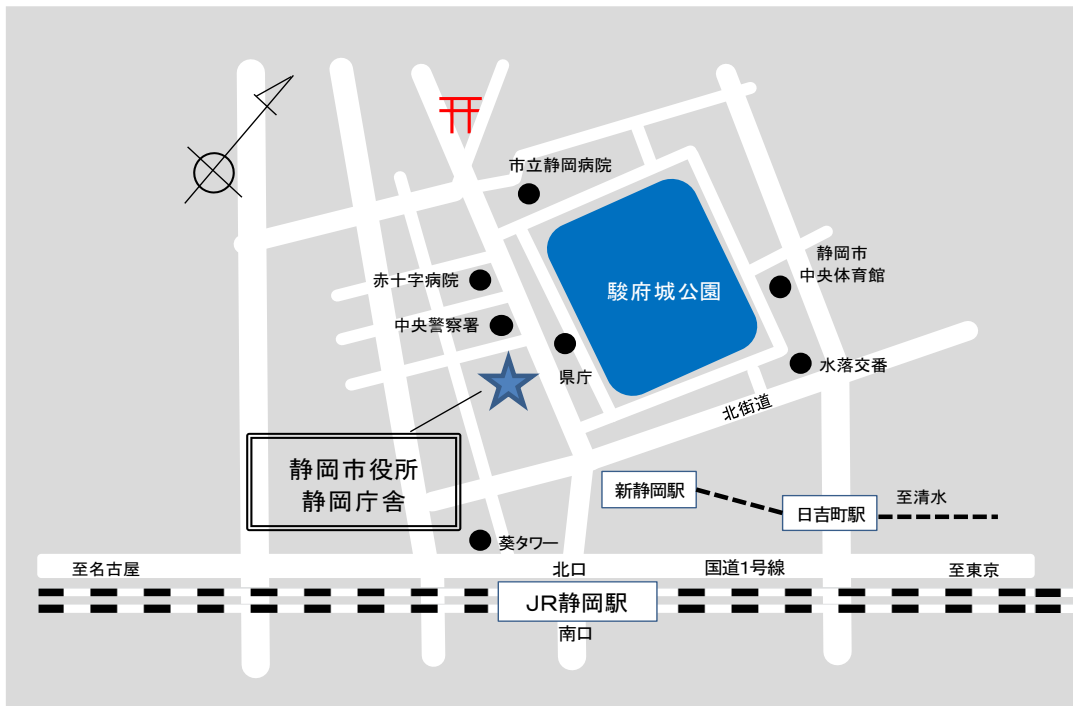 市立静岡病院
静岡市
中央体育館
赤十字病院
駿府城公園
中央警察署
県庁
水落交番
北街道
静岡市役所
静岡庁舎
新静岡駅
日吉町駅
至清水
葵タワー
至名古屋
北口
国道1号線
至東京
JR静岡駅
南口